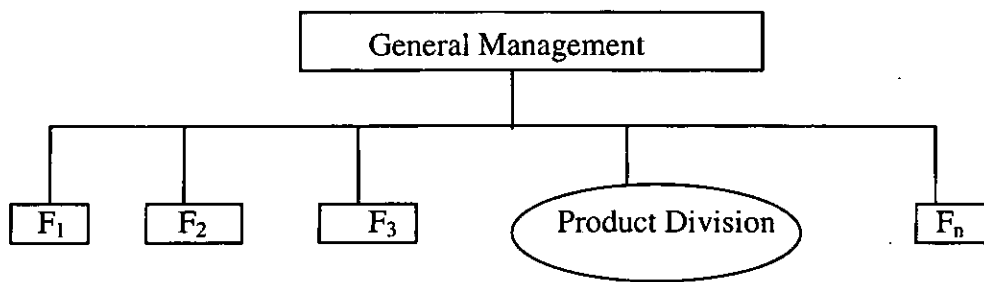 General Management
F₁ F₂ F₃ Product Division Fₙ